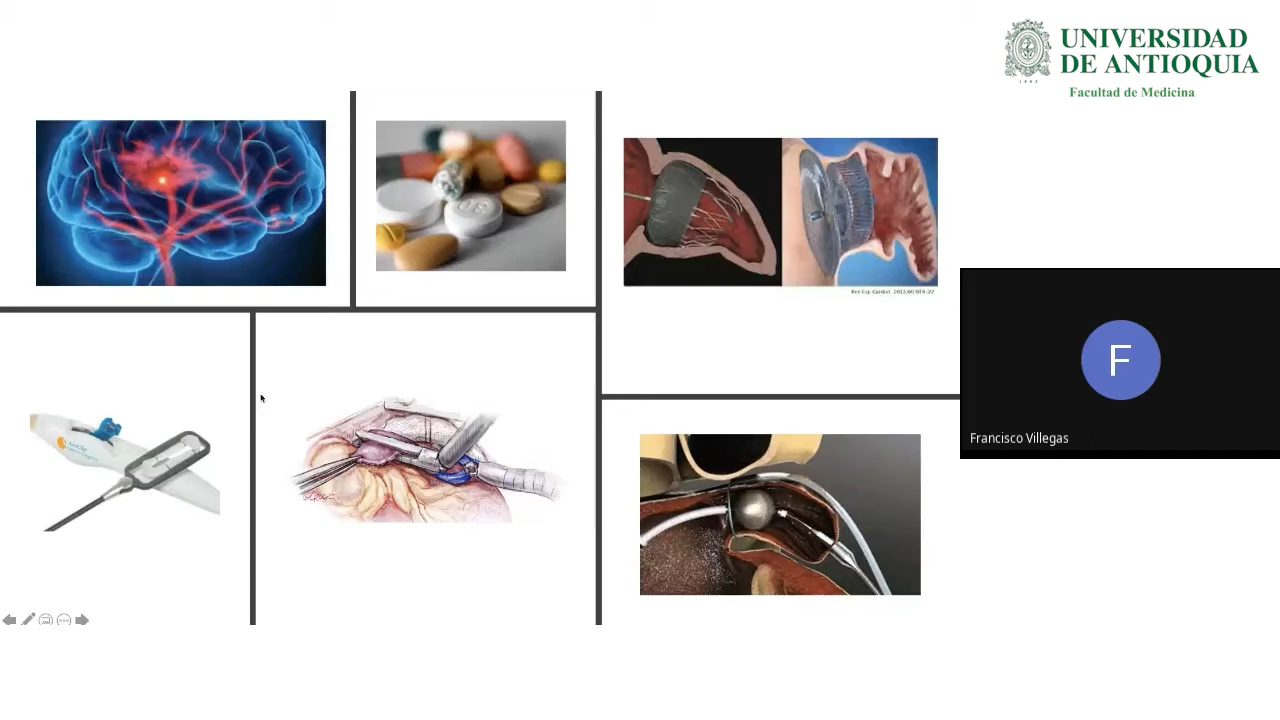 UNIVERSIDAD
DE ANTIOQUIA
Facultad de Medicina
F
Francisco Villegas